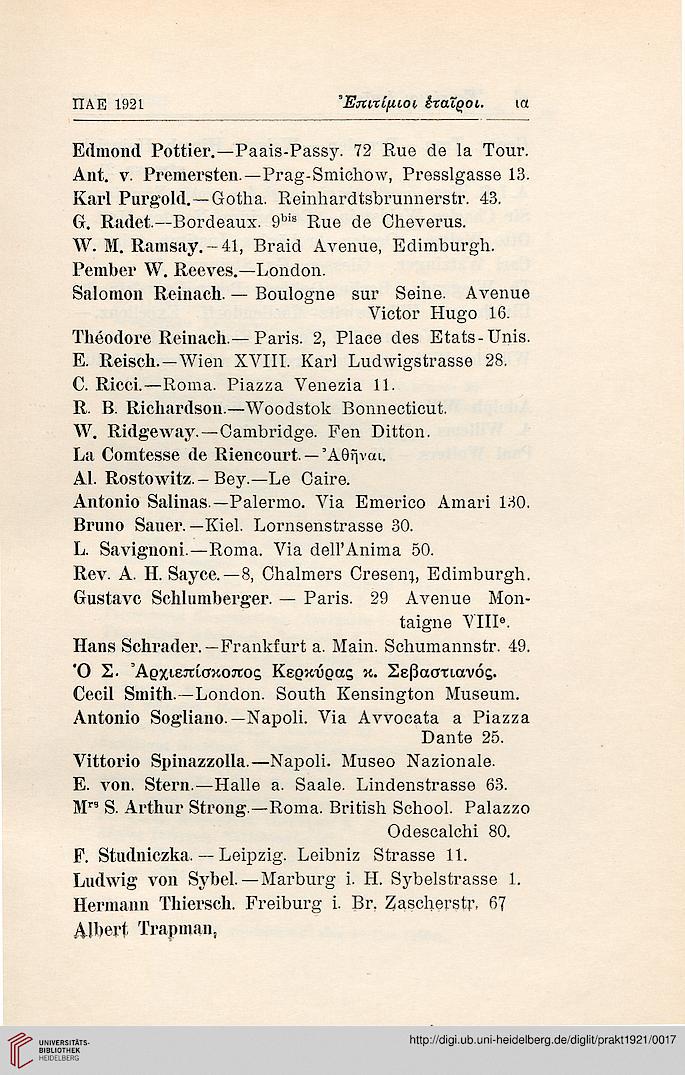 ΠΑΕ 1921 Ἐπιτίμιοι ἑταῖροι. ια
Edmond Pottier.—Paais-Passy. 72 Rue de la Tour.
Ant. v. Premersten.—Prag-Smichow, Presslgasse 13.
Karl Purgold.—Gotha. Reinhardtsbrunnerstr. 43.
G. Radet.—Bordeaux. 9bis Rue de Cheverus.
W. M. Ramsay.—41, Braid Avenue, Edimburgh.
Pember W. Reeves.—London.
Salomon Reinach. — Boulogne sur Seine. Avenue
Victor Hugo 16.
Théodore Reinach.— Paris. 2, Place des Etats-Unis.
E. Reisch.—Wien XVIII. Karl Ludwigstrasse 28.
C. Ricci.—Roma. Piazza Venezia 11.
R. B. Richardson.—Woodstok Bonnecticut.
W. Ridgeway.—Cambridge. Fen Ditton.
La Comtesse de Riencourt.—Ἀθῆναι.
Al. Rostowitz.—Bey.—Le Caire.
Antonio Salinas.—Palermo. Via Emerico Amari 130.
Bruno Sauer.—Kiel. Lornsenstrasse 30.
L. Savignoni.—Roma. Via dell'Anima 50.
Rev. A. H. Sayce.—8, Chalmers Cresent, Edimburgh.
Gustave Schlumberger. — Paris. 29 Avenue Mon-
taigne VIIIe.
Hans Schrader.—Frankfurt a. Main. Schumannstr. 49.
Ὁ Σ. Ἀρχιεπίσκοπος Κερκύρας κ. Σεβαστιανός.
Cecil Smith.—London. South Kensington Museum.
Antonio Sogliano.—Napoli. Via Avvocata a Piazza
Dante 25.
Vittorio Spinazzolla.—Napoli. Museo Nazionale.
E. von. Stern.—Halle a. Saale. Lindenstrasse 63.
Mrs S. Arthur Strong.—Roma. British School. Palazzo
Odescalchi 80.
F. Studniczka. — Leipzig. Leibniz Strasse 11.
Ludwig von Sybel.—Marburg i. H. Sybelstrasse 1.
Hermann Thiersch. Freiburg i. Br. Zascherstr. 67
Albert Trapman,
UNIVERSITÄTS-
BIBLIOTHEK
HEIDELBERG
http://digi.ub.uni-heidelberg.de/diglit/prakt1921/0017